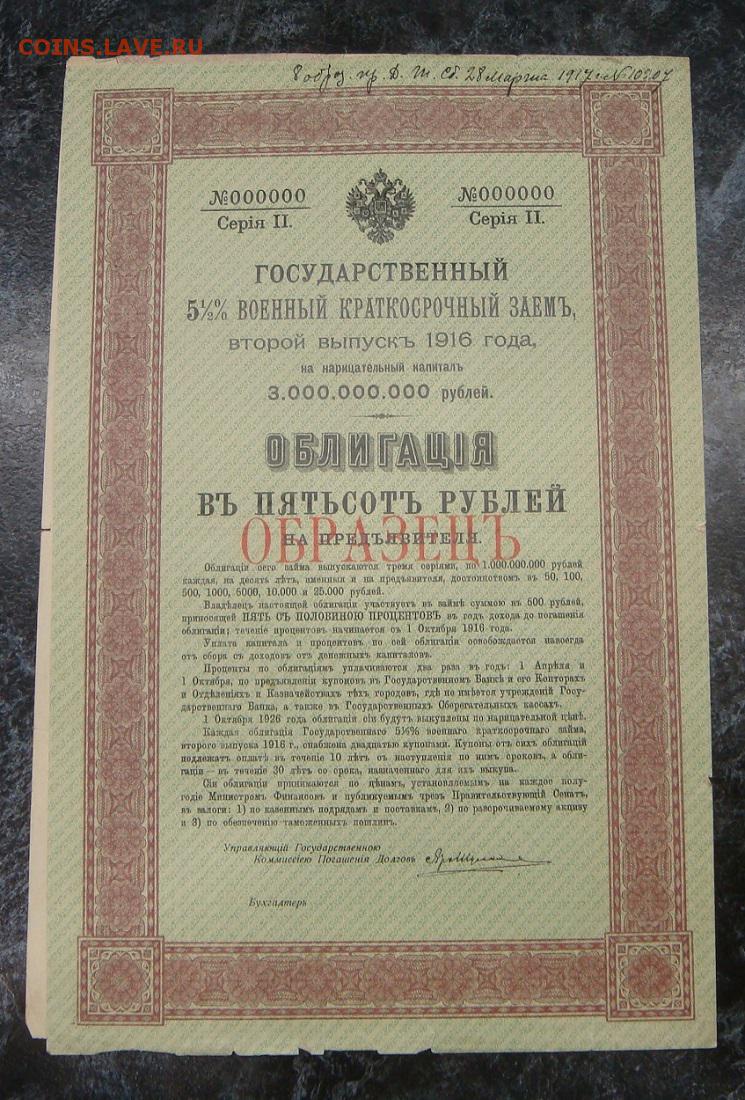 COINS.LAVE.RU
8 образ. пр. Д. Т. Сб. 28 Марта 1917 г. № 10207
№000000 №000000
Серія II. Серія II.
ГОСУДАРСТВЕННЫЙ
5½% ВОЕННЫЙ КРАТКОСРОЧНЫЙ ЗАЕМЪ,
второй выпускъ 1916 года,
на нарицательный капиталъ
3.000.000.000 рублей.
ОБЛИГАЦІЯ
ВЪ ПЯТЬСОТЪ РУБЛЕЙ
НА ПРЕДЪЯВИТЕЛЯ.
ОБРАЗЕЦЪ
Облигаціи сего займа выпускаются тремя серіями, по 1.000.000.000 рублей
каждая, на десять лѣтъ, именныя и на предъявителя, достоинствомъ въ 50, 100,
500, 1000, 5000, 10.000 и 25.000 рублей.
Владѣлецъ настоящей облигаціи участвуетъ въ займѣ суммою въ 500 рублей,
приносящей ПЯТЬ СЪ ПОЛОВИНОЮ ПРОЦЕНТОВЪ въ годъ дохода до погашенія
облигаціи; теченіе процентовъ начинается съ 1 Октября 1916 года.
Уплата капитала и процентовъ по сей облигаціи освобождается навсегда
отъ сбора съ доходовъ отъ денежныхъ капиталовъ.
Проценты по облигаціямъ уплачиваются два раза въ годъ: 1 Апрѣля и
1 Октября, по предъявленіи купоновъ въ Государственномъ Банкѣ и его Конторахъ
и Отдѣленіяхъ и Казначействахъ тѣхъ городовъ, гдѣ не имѣется учрежденій Госу-
дарственнаго Банка, а также въ Государственныхъ Сберегательныхъ кассахъ.
1 Октября 1926 года облигаціи сіи будутъ выкуплены по нарицательной цѣнѣ.
Каждая облигація Государственнаго 5½% военнаго краткосрочнаго займа,
второго выпуска 1916 г., снабжена двадцатью купонами. Купоны отъ сихъ облигацій
подлежатъ оплатѣ въ теченіе 10 лѣтъ съ наступленія по нимъ сроковъ, а обли-
гаціи – въ теченіе 30 лѣтъ со срока, назначеннаго для ихъ выкупа.
Сіи облигаціи принимаются по цѣнамъ, установляемымъ на каждое полу-
годіе Министромъ Финансовъ и публикуемымъ чрезъ Правительствующій Сенатъ,
въ залоги: 1) по казеннымъ подрядамъ и поставкамъ, 2) по разсрочиваемому акцизу
и 3) по обезпеченію таможенныхъ пошлинъ.
Управляющій Государственною
Коммиссіею Погашенія Долговъ
Бухгалтеръ